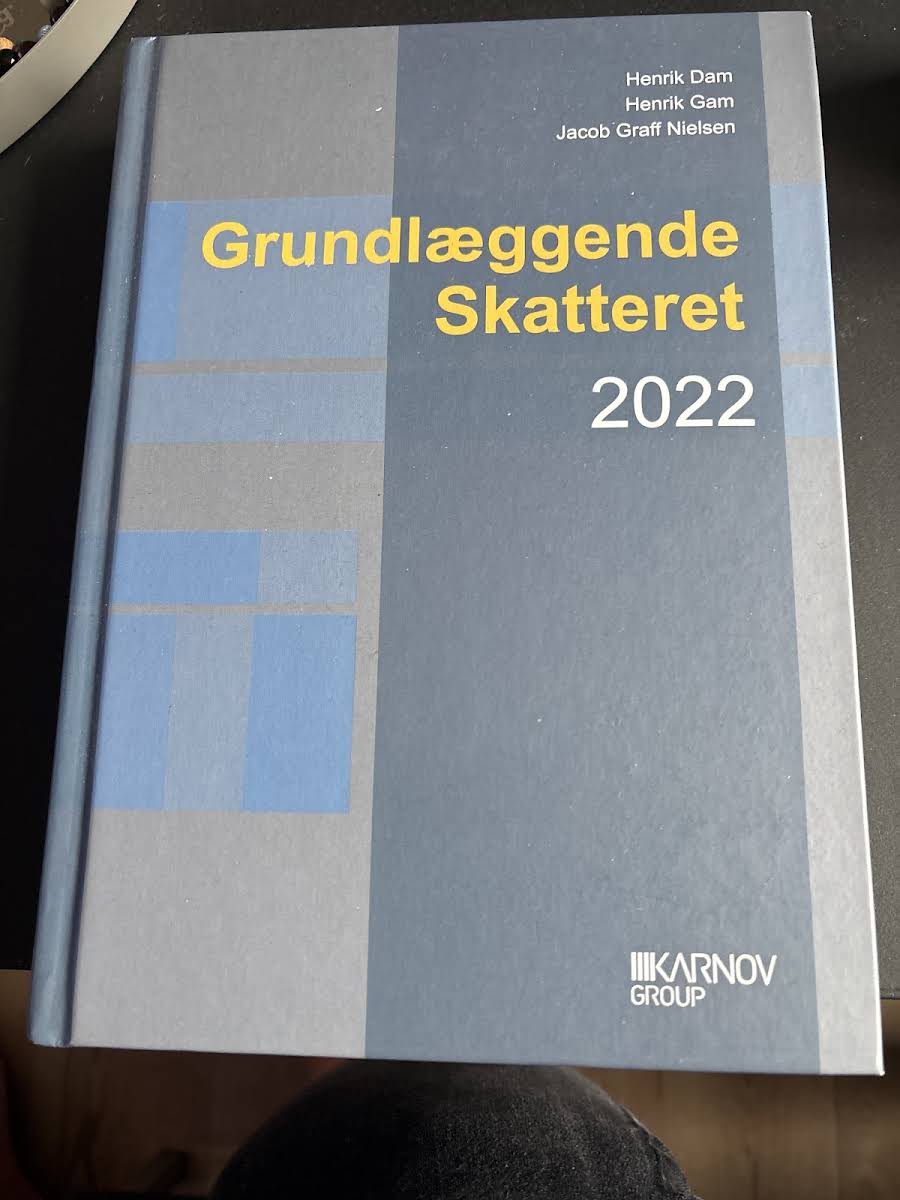 Henrik Dam
Henrik Gam
Jacob Graff Nielsen
Grundlæggende
Skatteret
2022
KARNOV
GROUP